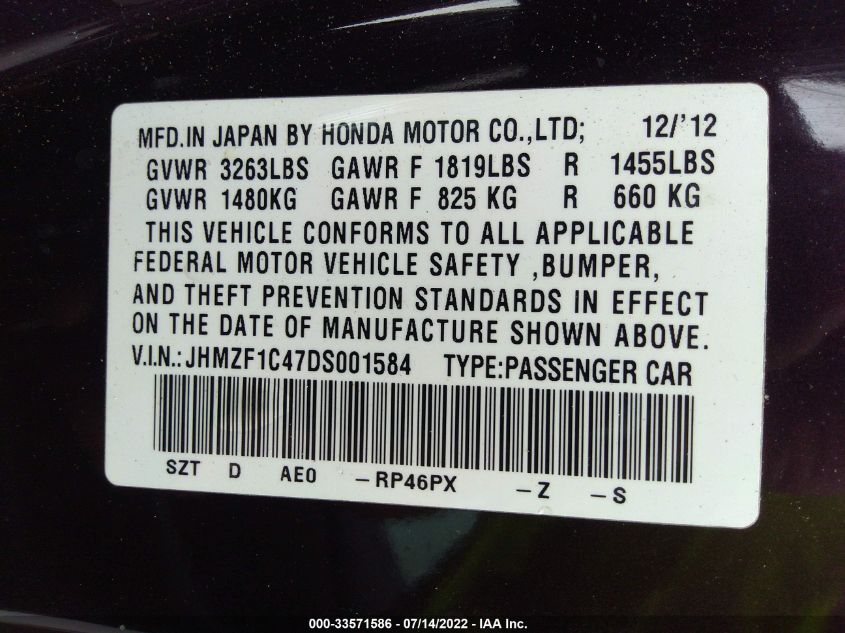 MFD.IN JAPAN BY HONDA MOTOR CO.,LTD; 12/'12
GVWR 3263LBS GAWR F 1819LBS R 1455LBS
GVWR 1480KG GAWR F 825 KG R 660 KG
THIS VEHICLE CONFORMS TO ALL APPLICABLE
FEDERAL MOTOR VEHICLE SAFETY ,BUMPER,
AND THEFT PREVENTION STANDARDS IN EFFECT
ON THE DATE OF MANUFACTURE SHOWN ABOVE.
V.I.N.:JHMZF1C47DS001584 TYPE:PASSENGER CAR
SZT D AE0 -RP46PX -Z -S
000-33571586 - 07/14/2022 - IAA Inc.